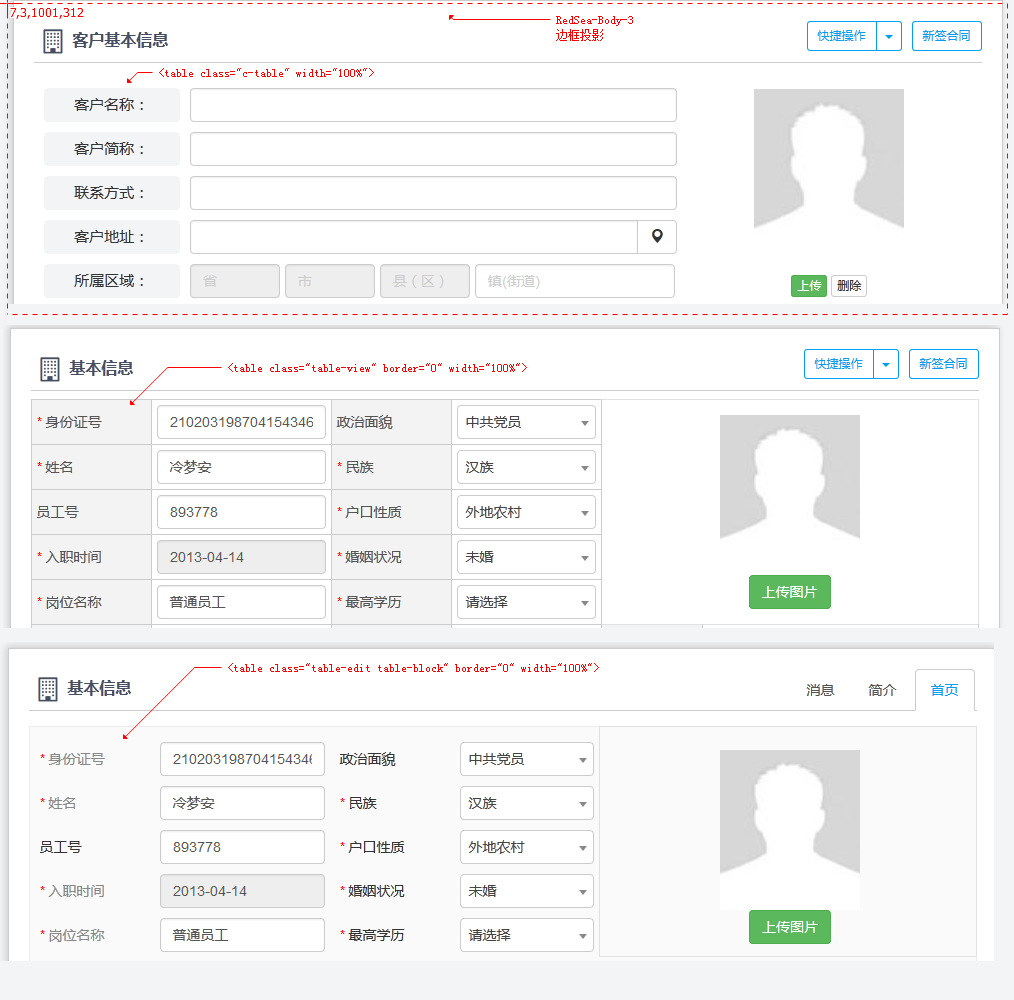 7,3,1001,312
RedSea-Body-3
边框投影
客户基本信息
快捷操作
新签合同
<table class="c-table" width="100%">
客户名称：
客户简称：
联系方式：
客户地址：
所属区域： 省 市 县（区） 镇(街道)
上传 删除
基本信息
<table class="table-view" border="0" width="100%">
快捷操作
新签合同
*身份证号 210203198704154346 政治面貌 中共党员
*姓名 冷梦安 *民族 汉族
员工号 893778 *户口性质 外地农村
*入职时间 2013-04-14 *婚姻状况 未婚
*岗位名称 普通员工 *最高学历 请选择
上传图片
<table class="table-edit table-block" border="0" width="100%">
基本信息
消息 简介 首页
*身份证号 210203198704154346 政治面貌 中共党员
*姓名 冷梦安 *民族 汉族
员工号 893778 *户口性质 外地农村
*入职时间 2013-04-14 *婚姻状况 未婚
*岗位名称 普通员工 *最高学历 请选择
上传图片